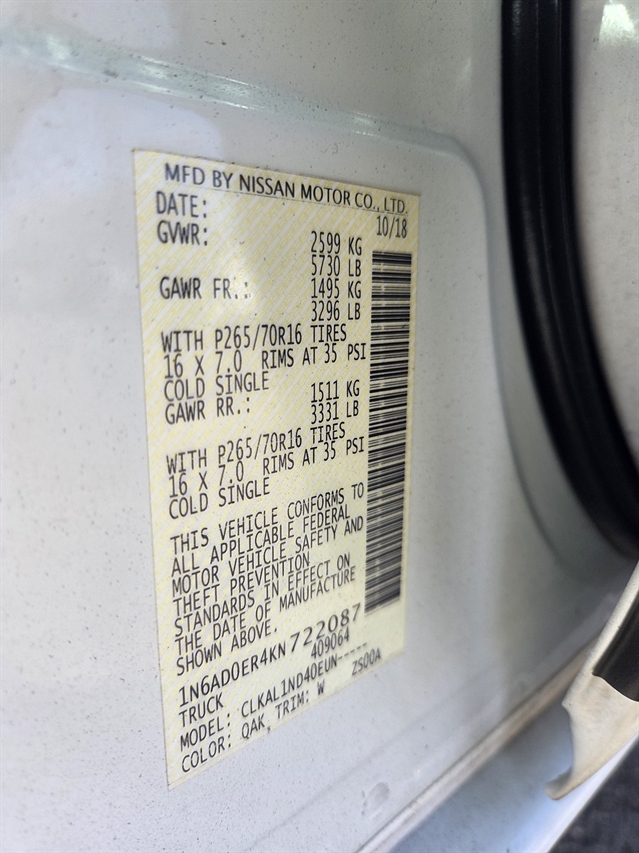 MFD BY NISSAN MOTOR CO., LTD.
DATE: 10/18
GVWR: 2599 KG
5730 LB
GAWR FR.: 1495 KG
3296 LB
WITH P265/70R16 TIRES
16 X 7.0 RIMS AT 35 PSI
COLD SINGLE
GAWR RR.: 1511 KG
3331 LB
WITH P265/70R16 TIRES
16 X 7.0 RIMS AT 35 PSI
COLD SINGLE
THIS VEHICLE CONFORMS TO
ALL APPLICABLE FEDERAL
MOTOR VEHICLE SAFETY AND
THEFT PREVENTION
STANDARDS IN EFFECT ON
THE DATE OF MANUFACTURE
SHOWN ABOVE.
1N6AD0ER4KN722087
TRUCK 409064
MODEL: CLKAL1ND40EUN-----
COLOR: QAK, TRIM: W ZS00A